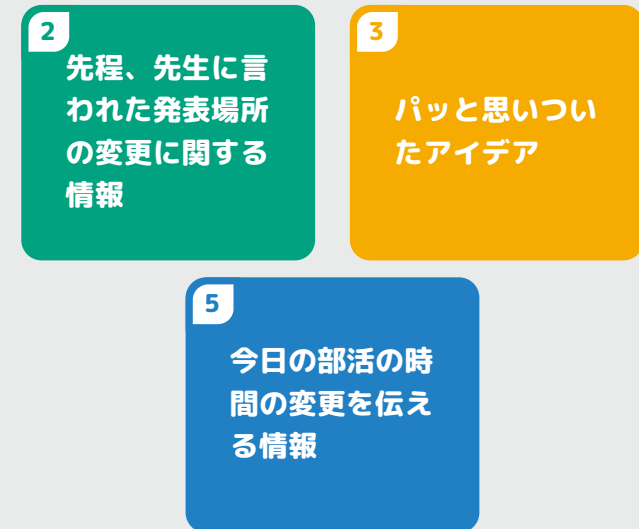 2
先程、先生に言
われた発表場所
の変更に関する
情報
3
パッと思いつい
たアイデア
5
今日の部活の時
間の変更を伝え
る情報